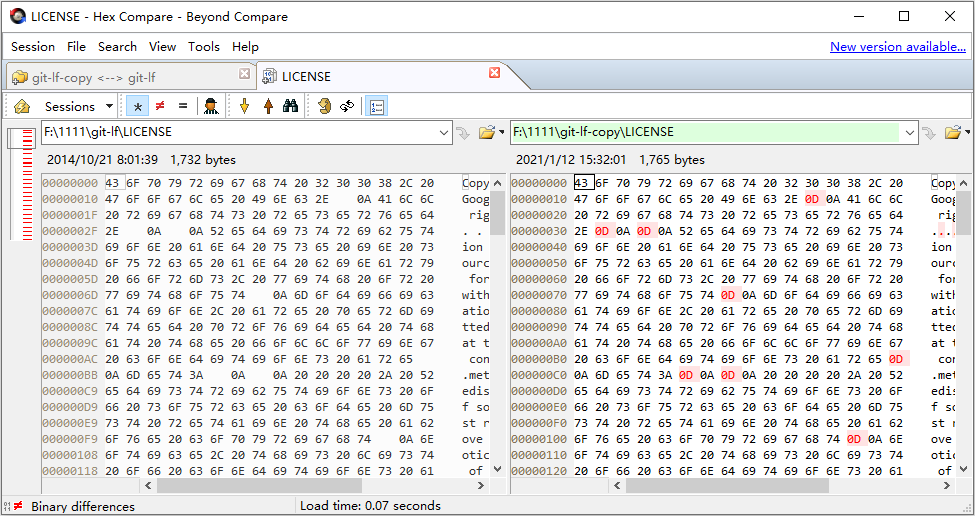 LICENSE - Hex Compare - Beyond Compare
Session File Search View Tools Help
New version available...
git-lf-copy <--> git-lf
LICENSE
Sessions
F:\1111\git-lf\LICENSE
2014/10/21 8:01:39 1,732 bytes
00000000 43 6F 70 79 72 69 67 68 74 20 32 30 30 38 2C 20 Copy
00000010 47 6F 6F 67 6C 65 20 49 6E 63 2E 0A 41 6C 6C Goog
0000001F 20 72 69 67 68 74 73 20 72 65 73 65 72 76 65 64 rig
0000002F 2E 0A 0A 52 65 64 69 73 74 72 69 62 75 74 . .
0000003D 69 6F 6E 20 61 6E 64 20 75 73 65 20 69 6E 20 73 ion
0000004D 6F 75 72 63 65 20 61 6E 64 20 62 69 6E 61 72 79 ourc
0000005D 20 66 6F 72 6D 73 2C 20 77 69 74 68 20 6F 72 20 for
0000006D 77 69 74 68 6F 75 74 0A 6D 6F 64 69 66 69 63 with
0000007C 61 74 69 6F 6E 2C 20 61 72 65 20 70 65 72 6D 69 atio
0000008C 74 74 65 64 20 70 72 6F 76 69 64 65 64 20 74 68 tted
0000009C 61 74 20 74 68 65 20 66 6F 6C 6C 6F 77 69 6E 67 at t
000000AC 20 63 6F 6E 64 69 74 69 6F 6E 73 20 61 72 65 con
000000BB 0A 6D 65 74 3A 0A 0A 20 20 20 20 2A 20 52 .met
000000C9 65 64 69 73 74 72 69 62 75 74 69 6F 6E 73 20 6F edis
000000D9 66 20 73 6F 75 72 63 65 20 63 6F 64 65 20 6D 75 f so
000000E9 73 74 20 72 65 74 61 69 6E 20 74 68 65 20 61 62 st r
000000F9 6F 76 65 20 63 6F 70 79 72 69 67 68 74 0A 6E ove
00000108 6F 74 69 63 65 2C 20 74 68 69 73 20 6C 69 73 74 otic
00000118 20 6F 66 20 63 6F 6E 64 69 74 69 6F 6E 73 20 61 of
F:\1111\git-lf-copy\LICENSE
2021/1/12 15:32:01 1,765 bytes
00000000 43 6F 70 79 72 69 67 68 74 20 32 30 30 38 2C 20 Copy
00000010 47 6F 6F 67 6C 65 20 49 6E 63 2E 0D 0A 41 6C 6C Goog
00000020 20 72 69 67 68 74 73 20 72 65 73 65 72 76 65 64 rig
00000030 2E 0D 0A 0D 0A 52 65 64 69 73 74 72 69 62 75 74 ....
00000040 69 6F 6E 20 61 6E 64 20 75 73 65 20 69 6E 20 73 ion
00000050 6F 75 72 63 65 20 61 6E 64 20 62 69 6E 61 72 79 ourc
00000060 20 66 6F 72 6D 73 2C 20 77 69 74 68 20 6F 72 20 for
00000070 77 69 74 68 6F 75 74 0D 0A 6D 6F 64 69 66 69 63 with
00000080 61 74 69 6F 6E 2C 20 61 72 65 20 70 65 72 6D 69 atio
00000090 74 74 65 64 20 70 72 6F 76 69 64 65 64 20 74 68 tted
000000A0 61 74 20 74 68 65 20 66 6F 6C 6C 6F 77 69 6E 67 at t
000000B0 20 63 6F 6E 64 69 74 69 6F 6E 73 20 61 72 65 0D con
000000C0 0A 6D 65 74 3A 0D 0A 0D 0A 20 20 20 20 2A 20 52 .met
000000D0 65 64 69 73 74 72 69 62 75 74 69 6F 6E 73 20 6F edis
000000E0 66 20 73 6F 75 72 63 65 20 63 6F 64 65 20 6D 75 f so
000000F0 73 74 20 72 65 74 61 69 6E 20 74 68 65 20 61 62 st r
00000100 6F 76 65 20 63 6F 70 79 72 69 67 68 74 0D 0A 6E ove
00000110 6F 74 69 63 65 2C 20 74 68 69 73 20 6C 69 73 74 otic
00000120 20 6F 66 20 63 6F 6E 64 69 74 69 6F 6E 73 20 61 of
Binary differences
Load time: 0.07 seconds